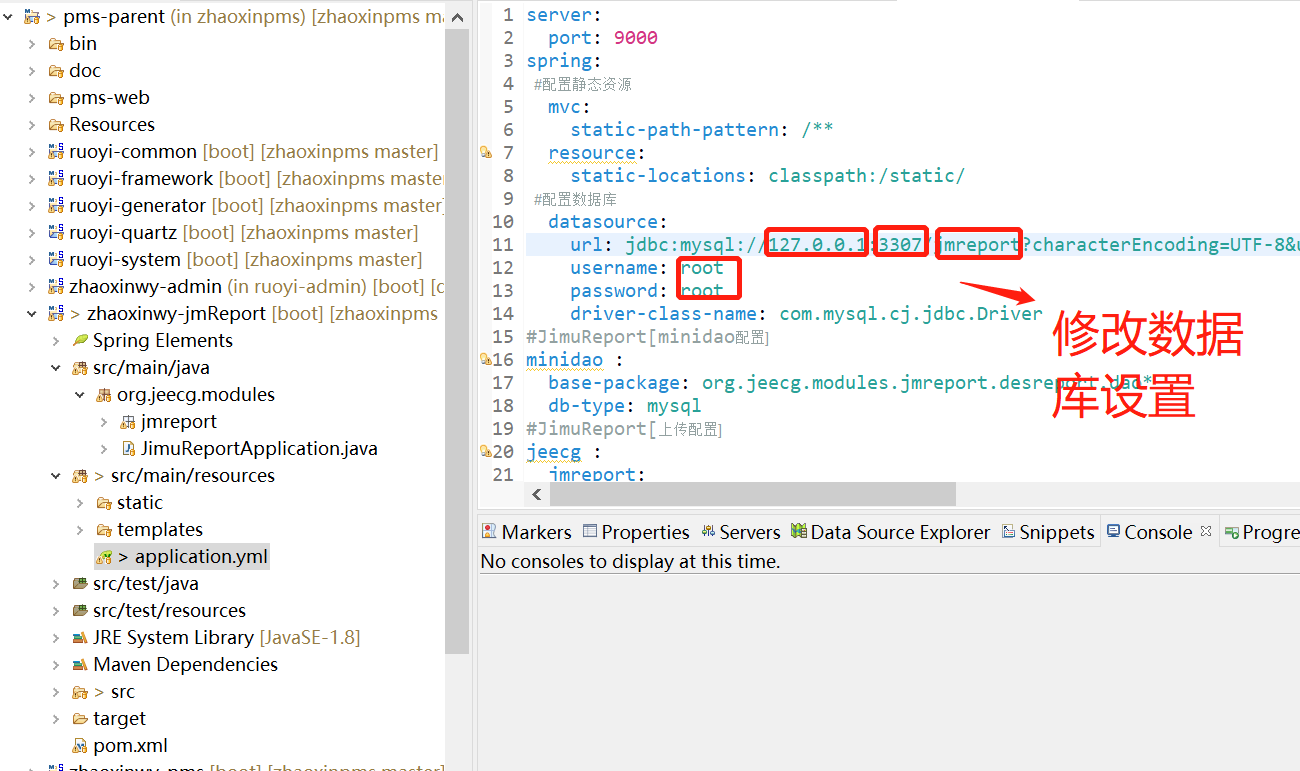 > pms-parent (in zhaoxinpms) [zhaoxinpms
bin
doc
pms-web
Resources
ruoyi-common [boot] [zhaoxinpms master]
ruoyi-framework [boot] [zhaoxinpms
ruoyi-generator [boot] [zhaoxinpms master]
ruoyi-quartz [boot] [zhaoxinpms master]
ruoyi-system [boot] [zhaoxinpms master]
zhaoxinwy-admin (in ruoyi-admin) [boot]
> zhaoxinwy-jmReport [boot] [zhaoxinpms
Spring Elements
src/main/java
org.jeecg.modules
jmreport
JimuReportApplication.java
> src/main/resources
static
templates
> application.yml
src/test/java
src/test/resources
JRE System Library [JavaSE-1.8]
Maven Dependencies
> src
target
pom.xml
zhaoxinwy-pms [boot] [zhaoxinpms master]
1 server:
2 port: 9000
3 spring:
4 #配置静态资源
5 mvc:
6 static-path-pattern: /**
7 resource:
8 static-locations: classpath:/static/
9 #配置数据库
10 datasource:
11 url: jdbc:mysql://127.0.0.1:3307/jmreport?characterEncoding=UTF-8&u
12 username: root
13 password: root
14 driver-class-name: com.mysql.cj.jdbc.Driver
15 #JimuReport[minidao配置]
16 minidao :
17 base-package: org.jeecg.modules.jmreport.desreport.dao*
18 db-type: mysql
19 #JimuReport[上传配置]
20 jeecg :
21 jmreport:
修改数据
库设置
Markers Properties Servers Data Source Explorer Snippets Console Progre
No consoles to display at this time.